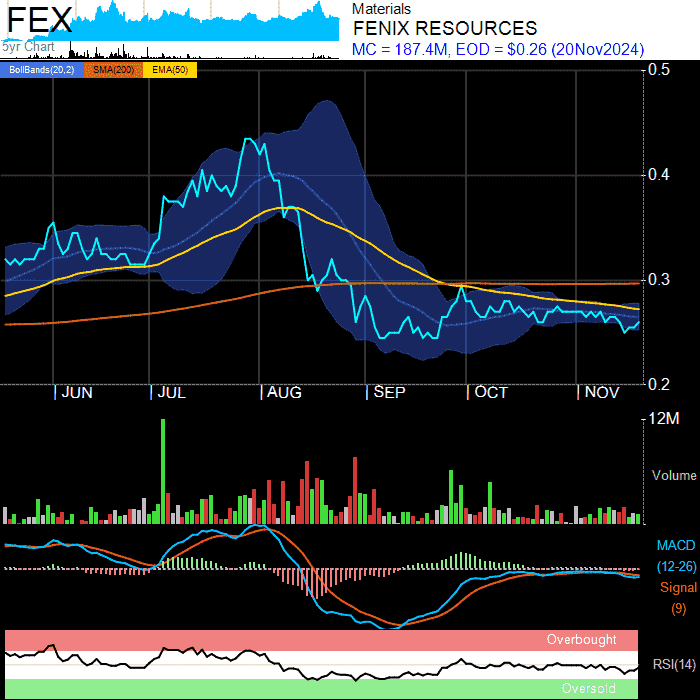 FEX
5yr Chart
Materials
FENIX RESOURCES
MC = 187.4M, EOD = $0.26 (20Nov2024)
BollBands(20,2) SMA(200) EMA(50)
0.5
0.4
0.3
0.2
JUN JUL AUG SEP OCT NOV
12M
Volume
MACD
(12-26)
Signal
(9)
Overbought
RSI(14)
Oversold